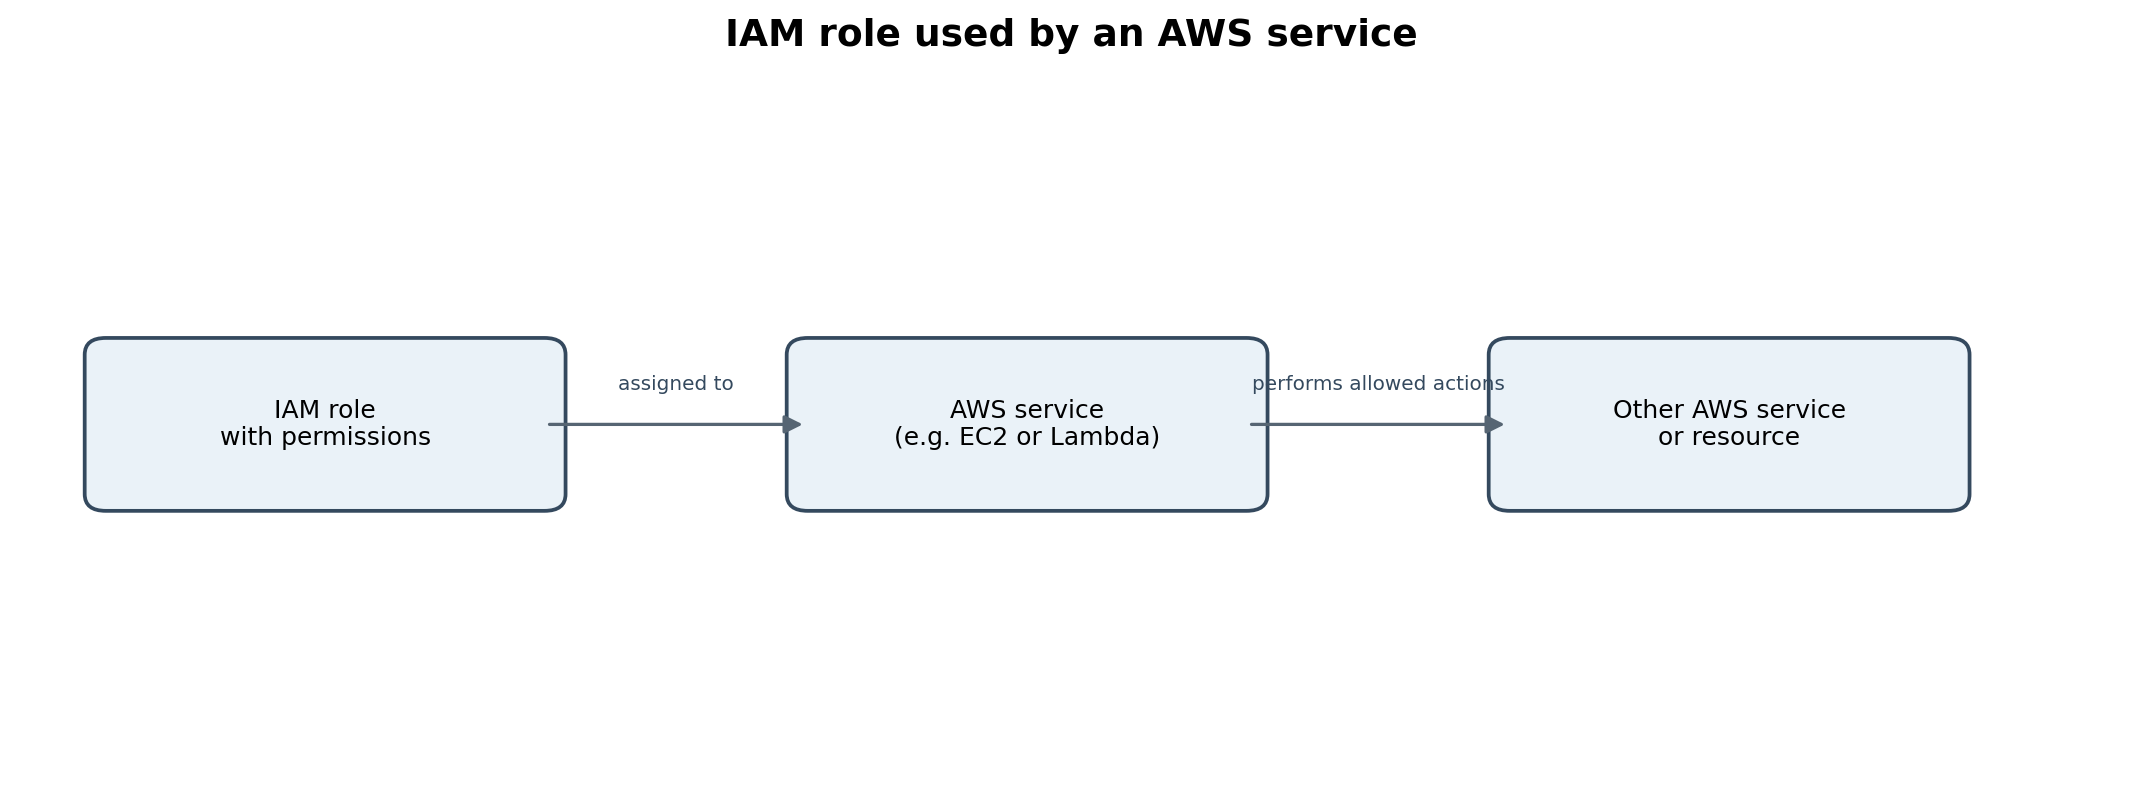 IAM role used by an AWS service
IAM role
with permissions
assigned to
AWS service
(e.g. EC2 or Lambda)
performs allowed actions
Other AWS service
or resource